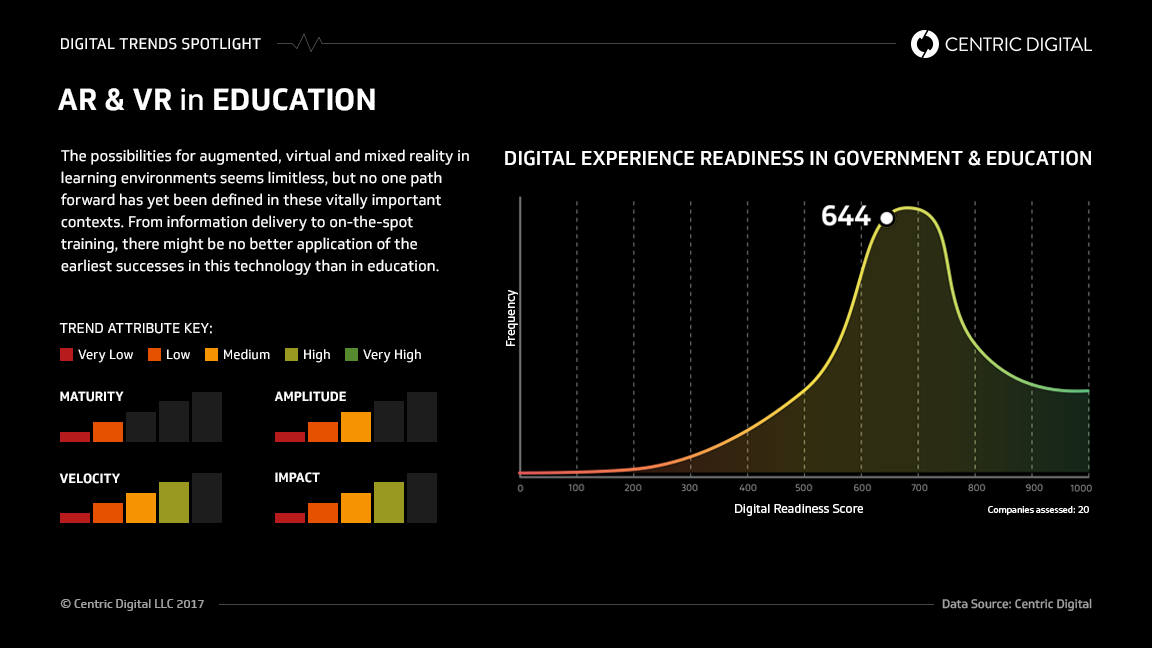 DIGITAL TRENDS SPOTLIGHT
CENTRIC DIGITAL
AR & VR in EDUCATION
The possibilities for augmented, virtual and mixed reality in
learning environments seems limitless, but no one path
forward has yet been defined in these vitally important
contexts. From information delivery to on-the-spot
training, there might be no better application of the
earliest successes in this technology than in education.
TREND ATTRIBUTE KEY:
Very Low Low Medium High Very High
MATURITY AMPLITUDE
VELOCITY IMPACT
DIGITAL EXPERIENCE READINESS IN GOVERNMENT & EDUCATION
644
Frequency
0 100 200 300 400 500 600 700 800 900 1000
Digital Readiness Score
Companies assessed: 20
© Centric Digital LLC 2017
Data Source: Centric Digital